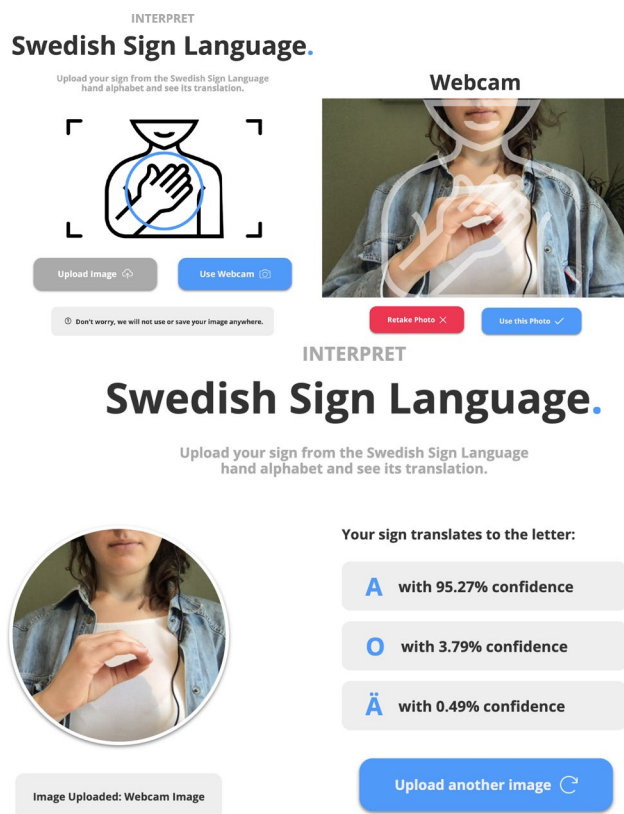 INTERPRET
Swedish Sign Language.
Upload your sign from the Swedish Sign Language
hand alphabet and see its translation.
Upload Image
Use Webcam
Don't worry, we will not use or save your image anywhere.
Webcam
Retake Photo
Use this Photo
INTERPRET
Swedish Sign Language.
Upload your sign from the Swedish Sign Language
hand alphabet and see its translation.
Image Uploaded: Webcam Image
Your sign translates to the letter:
A with 95.27% confidence
O with 3.79% confidence
Ä with 0.49% confidence
Upload another image